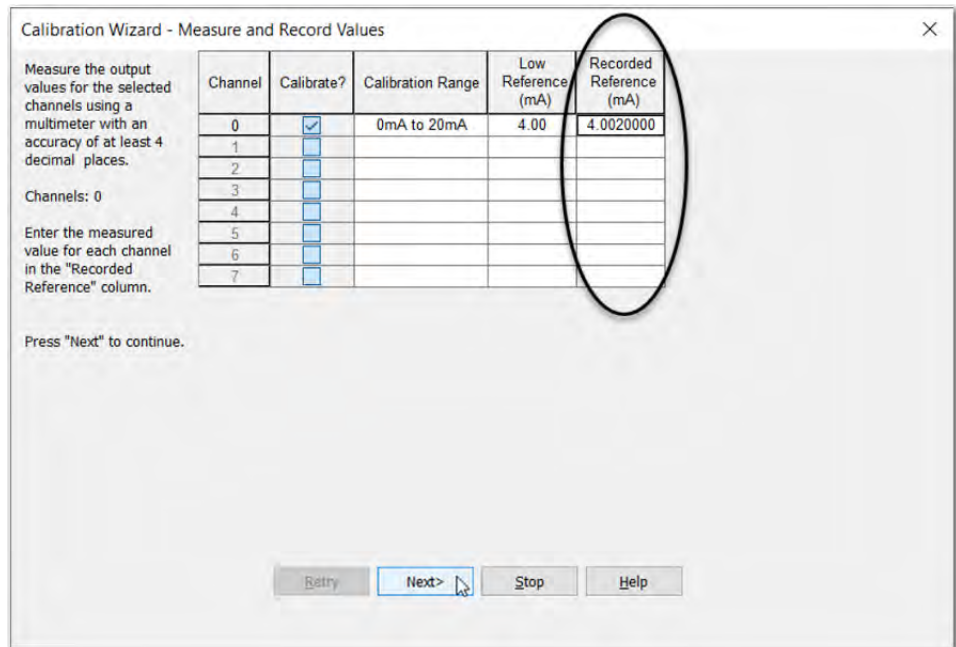 Calibration Wizard - Measure and Record Values
Measure the output
values for the selected
channels using a
multimeter with an
accuracy of at least 4
decimal places.
Channels: 0
Enter the measured
value for each channel
in the "Recorded
Reference" column.
Press "Next" to continue.
Channel Calibrate? Calibration Range Low Reference (mA) Recorded Reference (mA)
0 0mA to 20mA 4.00 4.0020000
1
2
3
4
5
6
7
Retry Next> Stop Help